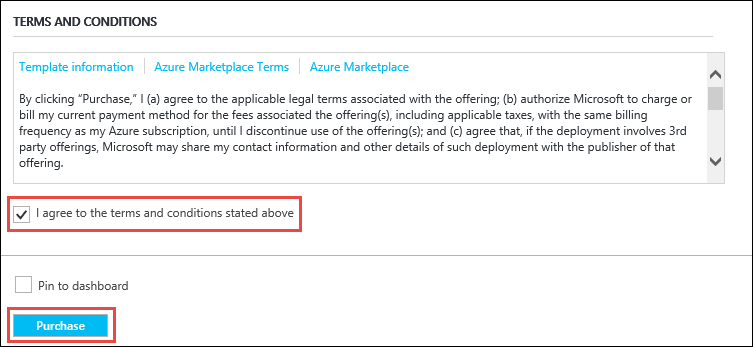 TERMS AND CONDITIONS
Template information Azure Marketplace Terms Azure Marketplace
By clicking “Purchase,” I (a) agree to the applicable legal terms associated with the offering; (b) authorize Microsoft to charge or
bill my current payment method for the fees associated the offering(s), including applicable taxes, with the same billing
frequency as my Azure subscription, until I discontinue use of the offering(s); and (c) agree that, if the deployment involves 3rd
party offerings, Microsoft may share my contact information and other details of such deployment with the publisher of that
offering.
I agree to the terms and conditions stated above
Pin to dashboard
Purchase